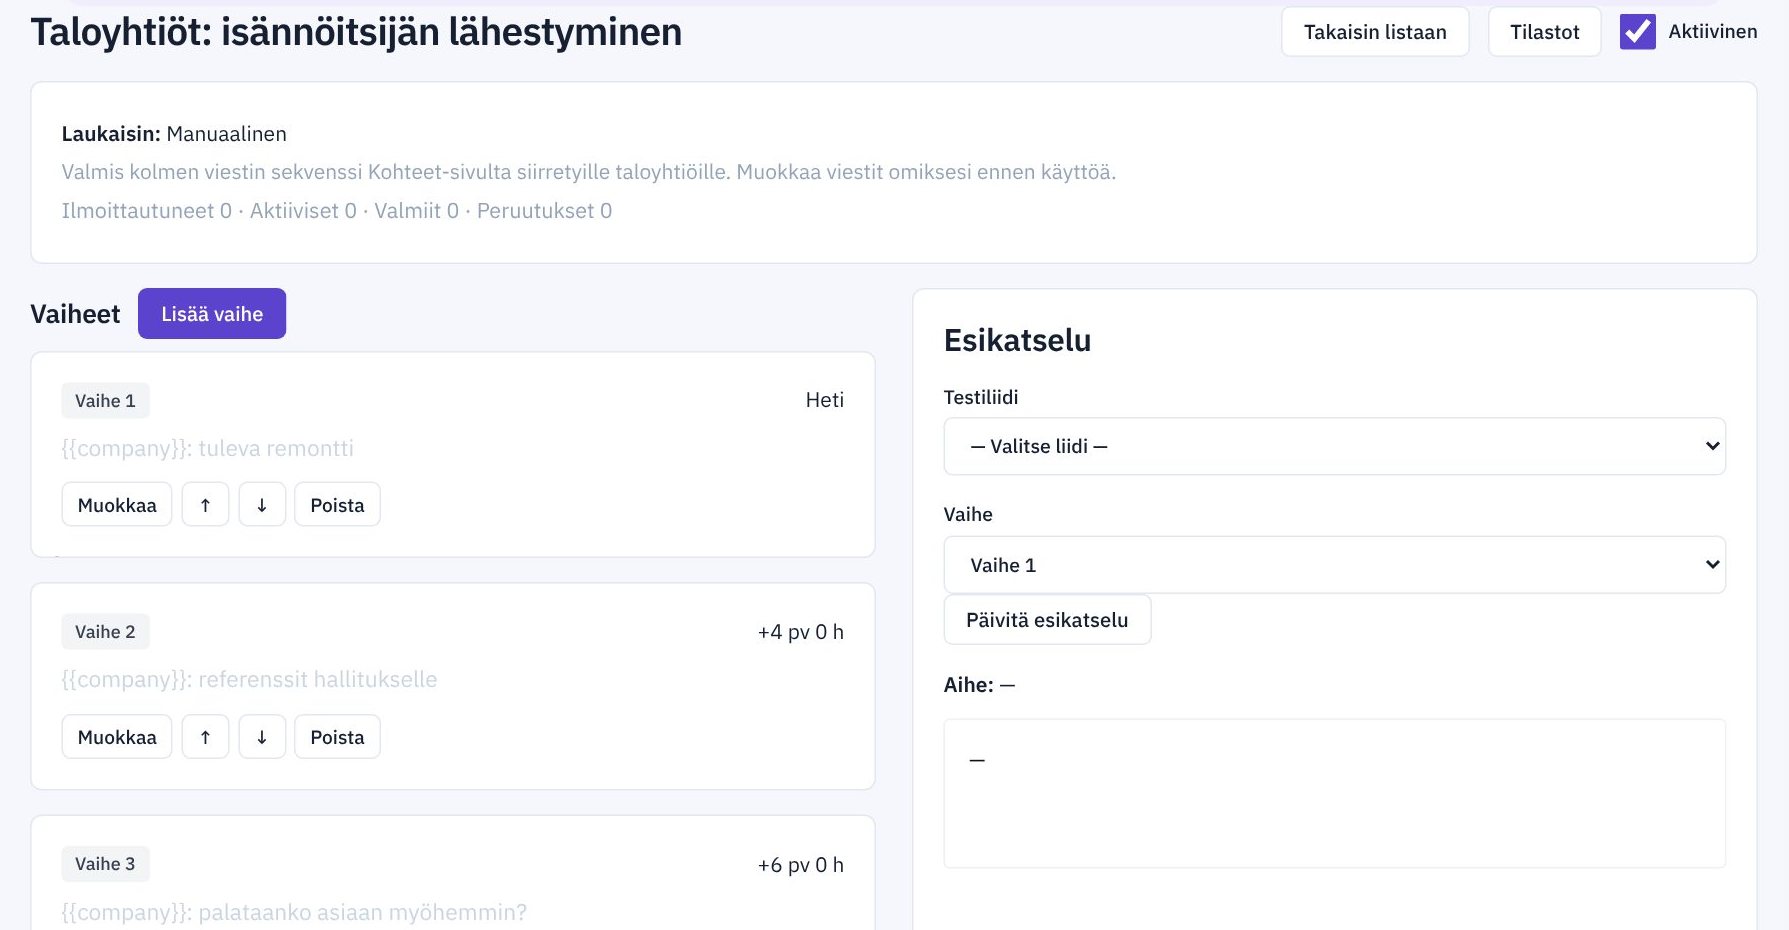 Taloyhtiöt: isännöitsijän lähestyminen
Takaisin listaan
Tilastot
Aktiivinen
Laukaisin: Manuaalinen
Valmis kolmen viestin sekvenssi Kohteet-sivulta siirretyille taloyhtiöille. Muokkaa viestit omiksesi ennen käyttöä.
Ilmoittautuneet 0 · Aktiiviset 0 · Valmiit 0 · Peruutukset 0
Vaiheet
Lisää vaihe
Vaihe 1
Heti
{{company}}: tuleva remontti
Muokkaa
↑
↓
Poista
Vaihe 2
+4 pv 0 h
{{company}}: referenssit hallitukselle
Muokkaa
↑
↓
Poista
Vaihe 3
+6 pv 0 h
{{company}}: palataanko asiaan myöhemmin?
Esikatselu
Testiliidi
— Valitse liidi —
Vaihe
Vaihe 1
Päivitä esikatselu
Aihe: —
—